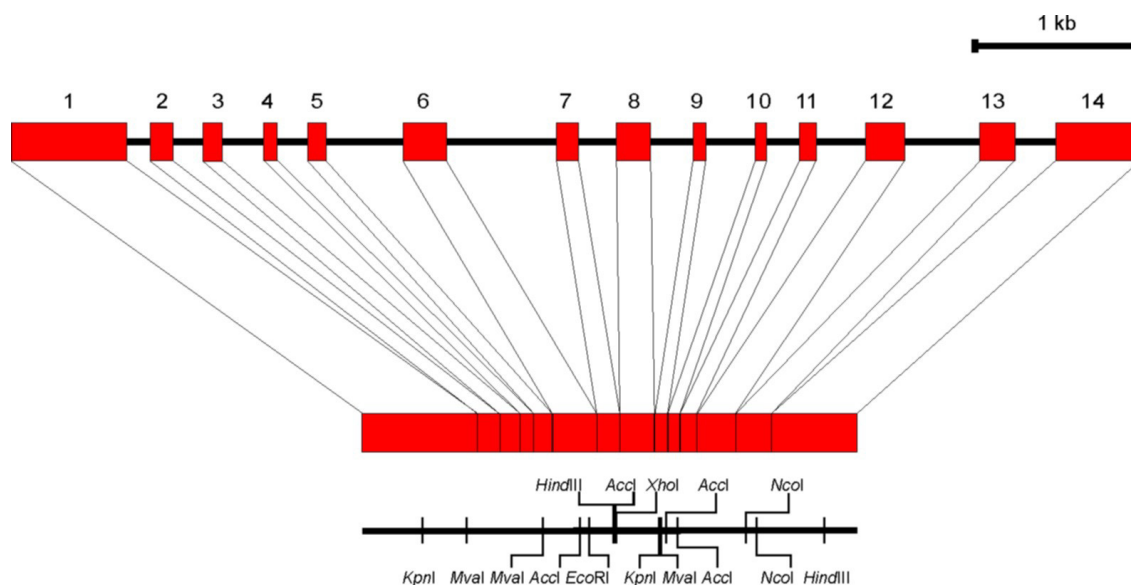 1 kb
1 2 3 4 5 6 7 8 9 10 11 12 13 14
HindIII AccI XhoI AccI NcoI
KpnI MvaI MvaI AccI EcoRI KpnI MvaI AccI NcoI HindIII